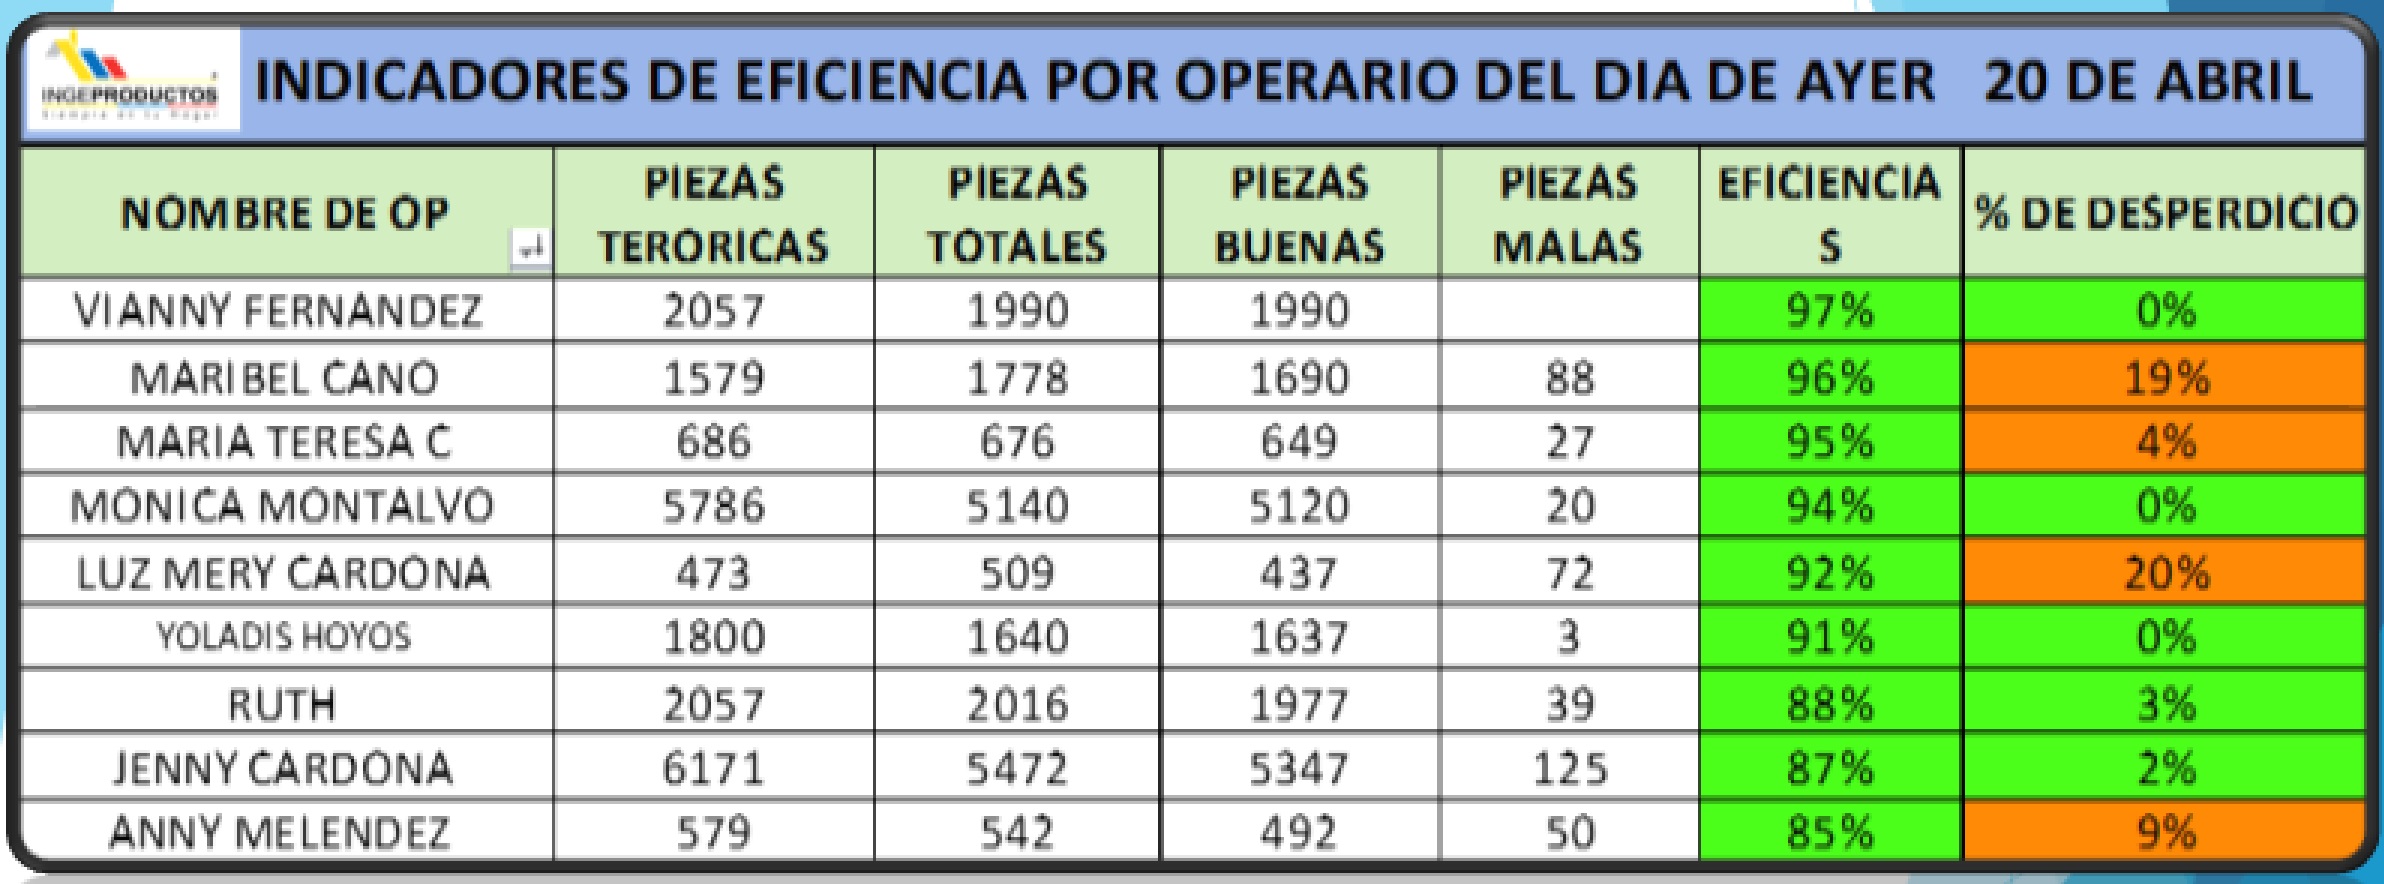 INGEPRODUCTOS
Siempre en tu hogar
INDICADORES DE EFICIENCIA POR OPERARIO DEL DIA DE AYER 20 DE ABRIL
NOMBRE DE OP PIEZAS TERORICAS PIEZAS TOTALES PIEZAS BUENAS PIEZAS MALAS EFICIENCIA S % DE DESPERDICIO
VIANNY FERNANDEZ 2057 1990 1990 97% 0%
MARIBEL CANO 1579 1778 1690 88 96% 19%
MARIA TERESA C 686 676 649 27 95% 4%
MONICA MONTALVO 5786 5140 5120 20 94% 0%
LUZ MERY CARDONA 473 509 437 72 92% 20%
YOLADIS HOYOS 1800 1640 1637 3 91% 0%
RUTH 2057 2016 1977 39 88% 3%
JENNY CARDONA 6171 5472 5347 125 87% 2%
ANNY MELENDEZ 579 542 492 50 85% 9%